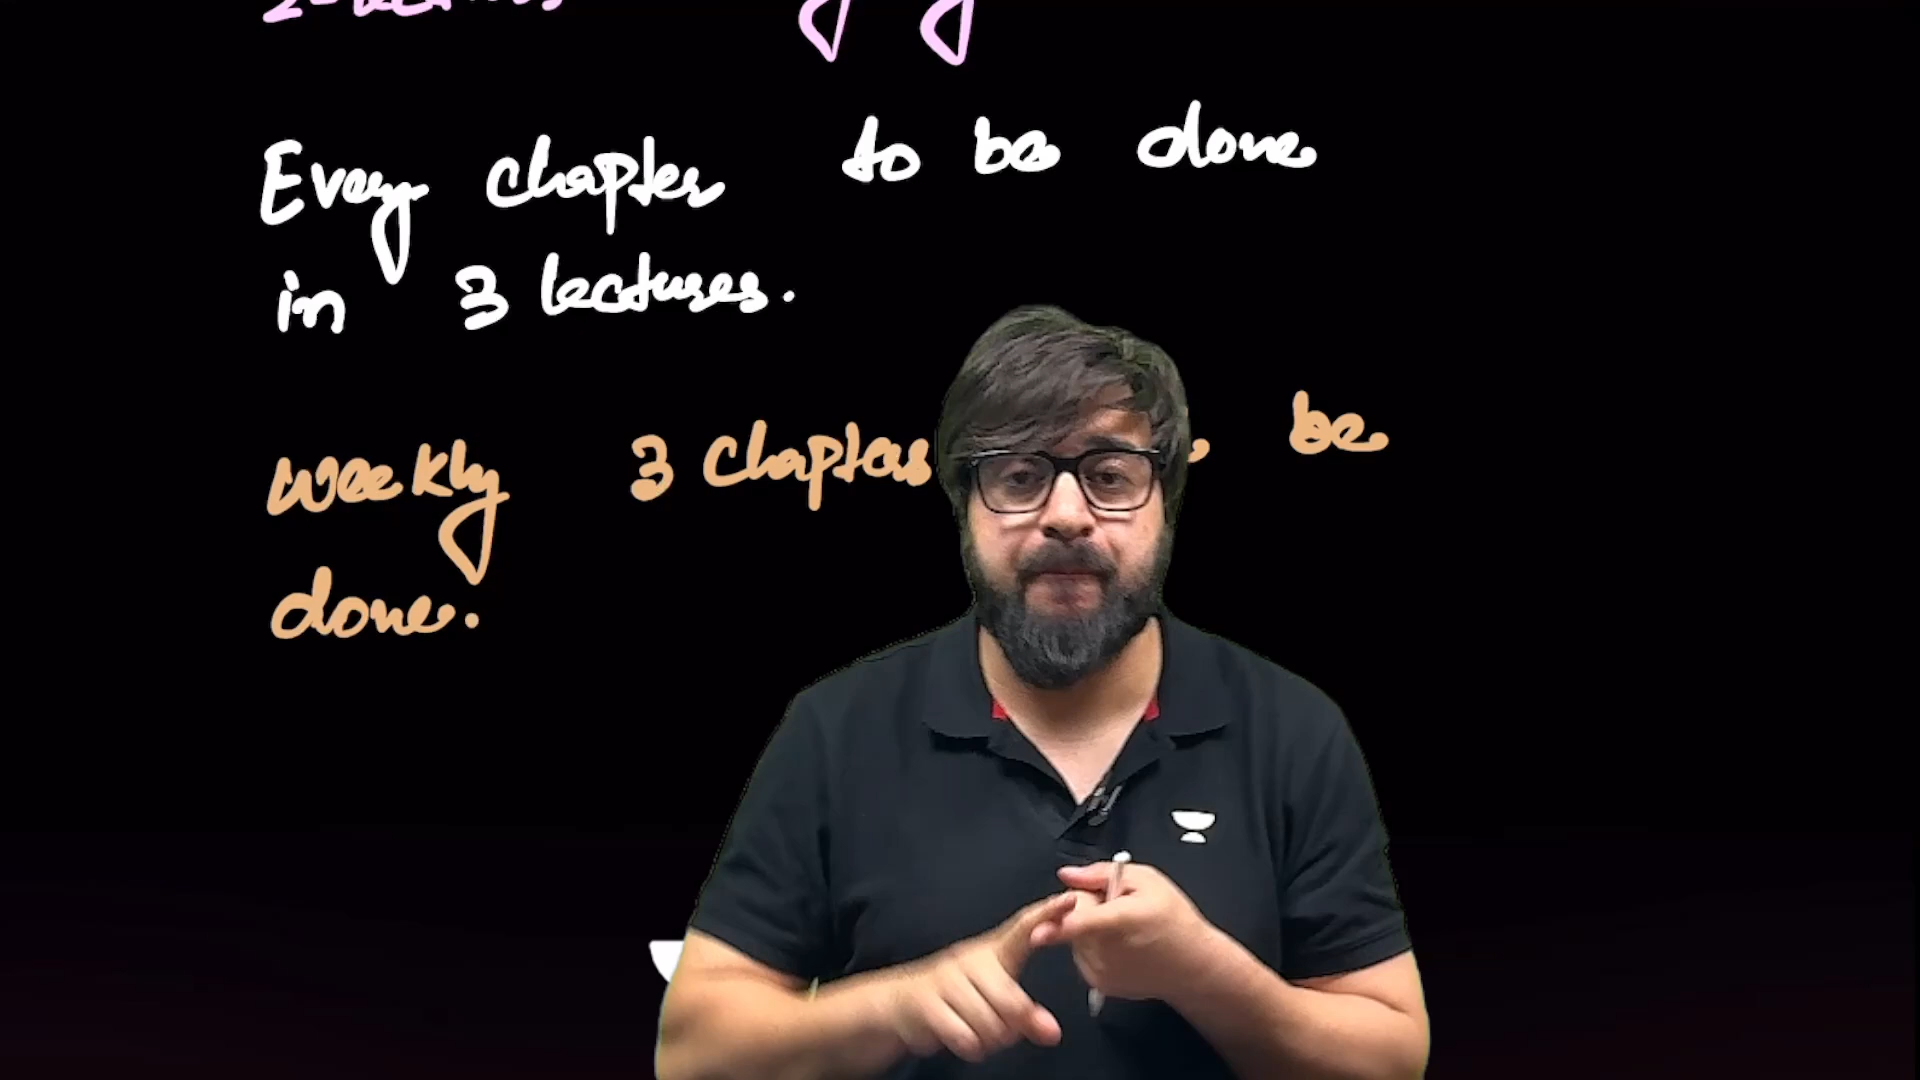 Every chapter to be done
in 3 lectures.
Weekly 3 chapters be
done.